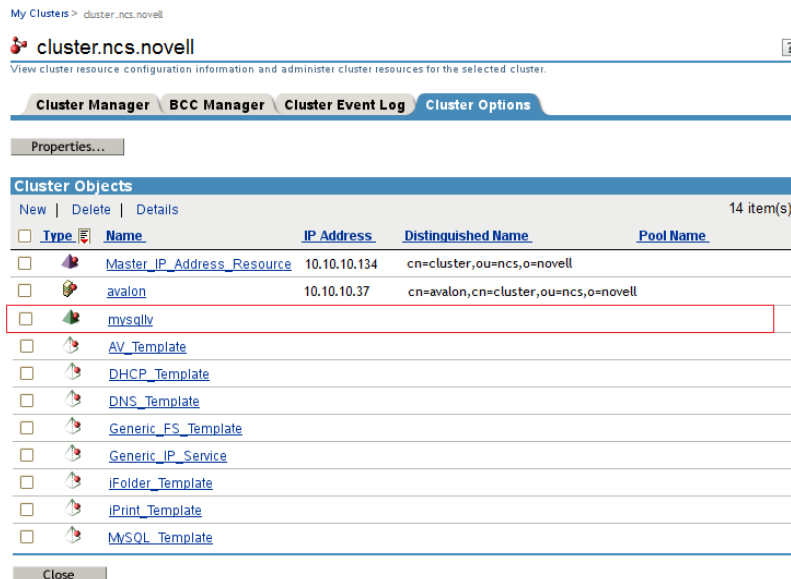 My Clusters > cluster.ncs.novell
cluster.ncs.novell
?
View cluster resource configuration information and administer cluster resources for the selected cluster.
Cluster Manager BCC Manager Cluster Event Log Cluster Options
Properties...
Cluster Objects
New | Delete | Details 14 item(s)
Type Name IP Address Distinguished Name Pool Name
Master_IP_Address_Resource 10.10.10.134 cn=cluster,ou=ncs,o=novell
avalon 10.10.10.37 cn=avalon,cn=cluster,ou=ncs,o=novell
mysqllv
AV_Template
DHCP_Template
DNS_Template
Generic_FS_Template
Generic_IP_Service
iFolder_Template
iPrint_Template
MySQL_Template
Close